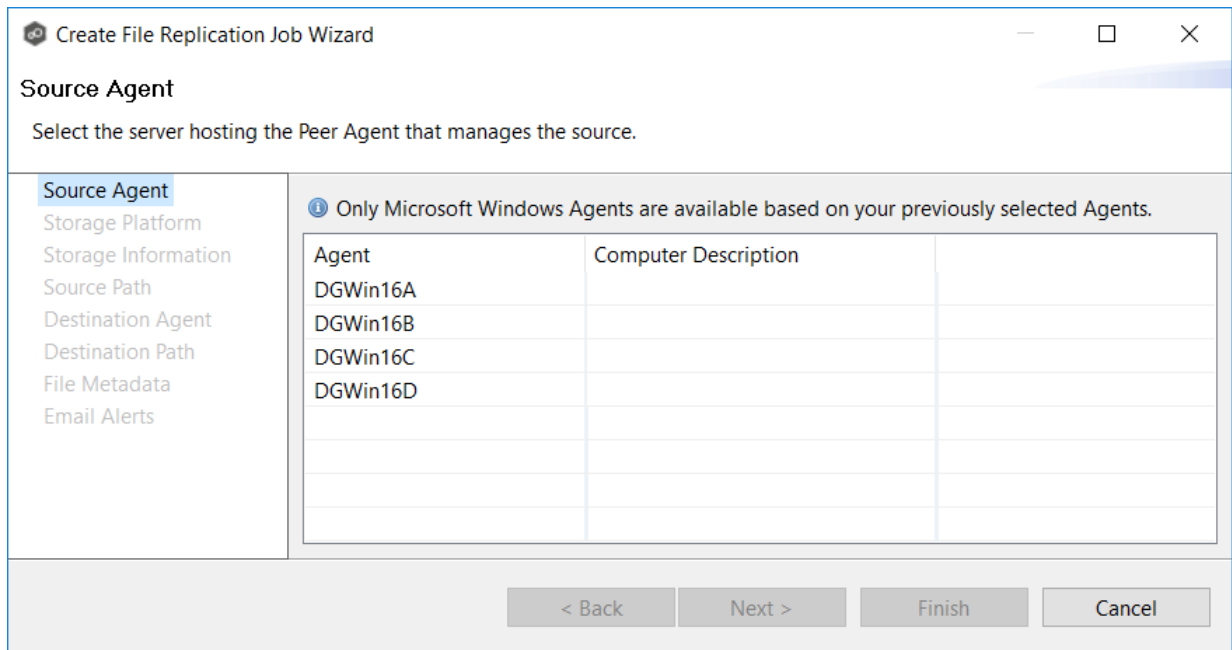 Create File Replication Job Wizard
Source Agent
Select the server hosting the Peer Agent that manages the source.
Source Agent
Storage Platform
Storage Information
Source Path
Destination Agent
Destination Path
File Metadata
Email Alerts
Only Microsoft Windows Agents are available based on your previously selected Agents.
Agent Computer Description
DGWin16A
DGWin16B
DGWin16C
DGWin16D
< Back Next > Finish Cancel